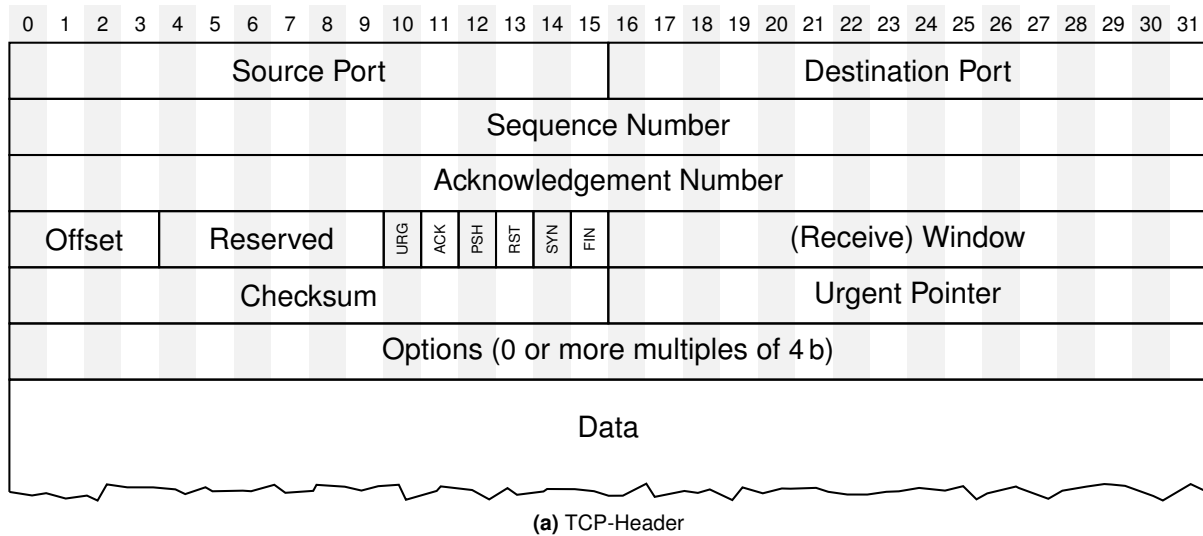 0 1 2 3 4 5 6 7 8 9 10 11 12 13 14 15 16 17 18 19 20 21 22 23 24 25 26 27 28 29 30 31
Source Port Destination Port
Sequence Number
Acknowledgement Number
Offset Reserved URG ACK PSH RST SYN FIN (Receive) Window
Checksum Urgent Pointer
Options (0 or more multiples of 4 b)
Data
(a) TCP-Header